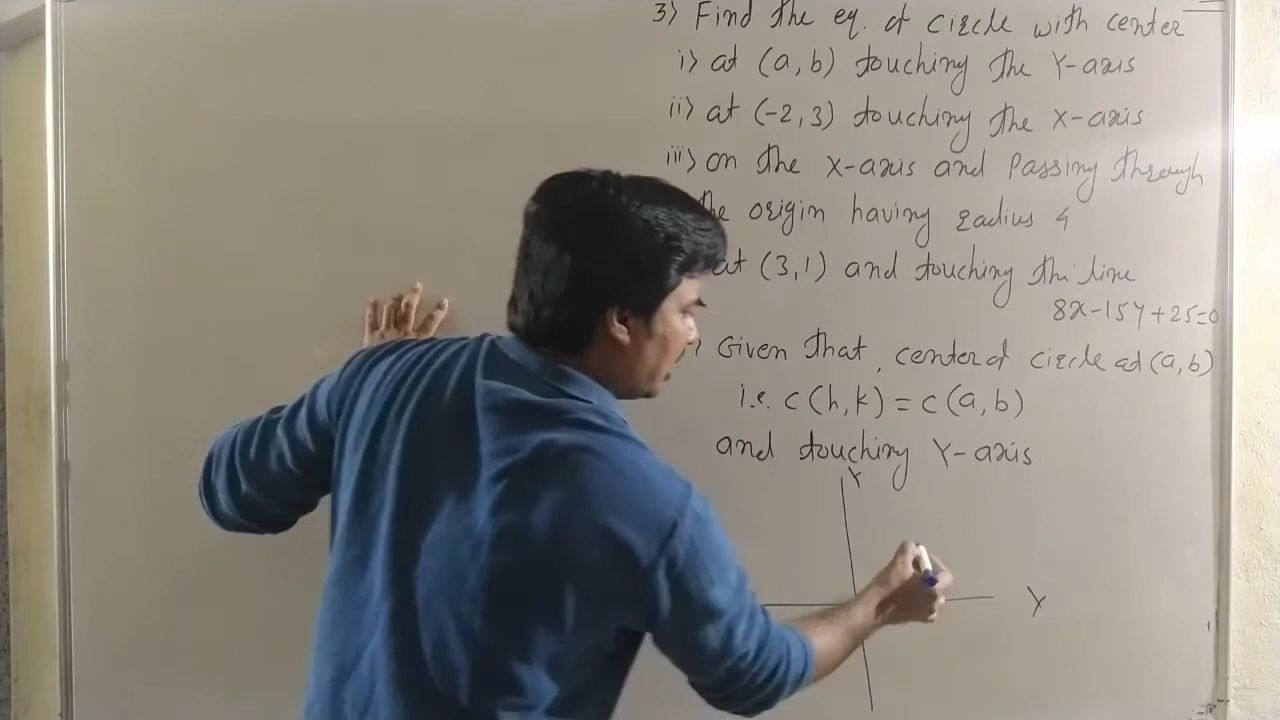 3) Find the eq. of circle with center
i) at (a, b) touching the Y-axis
ii) at (-2, 3) touching the X-axis
iii) on the X-axis and Passing through
the origin having radius 4
at (3, 1) and touching the line
8x-15y+25=0
) Given that, center of circle at (a, b)
i.e. c(h, k) = c(a, b)
and touching Y-axis
Y
Y